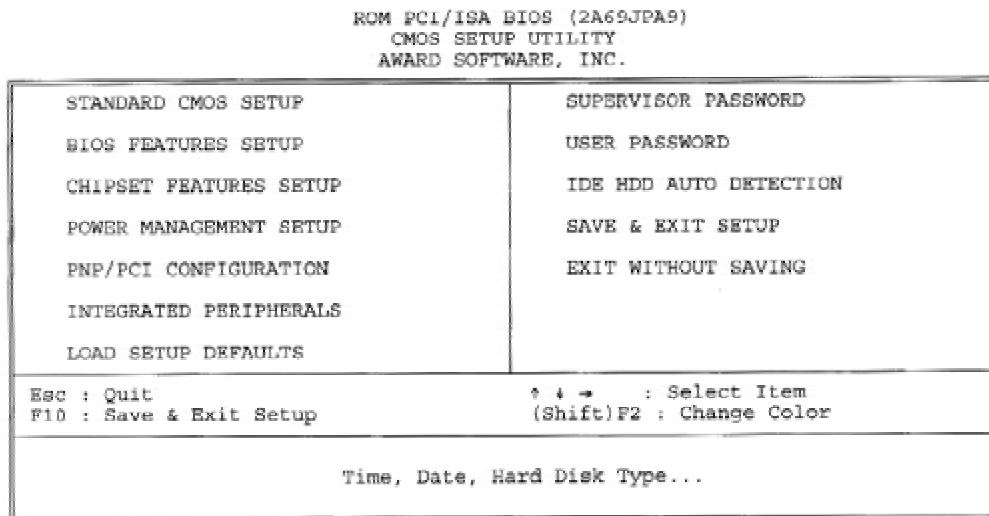 ROM PCI/ISA BIOS (2A69JPA9)
CMOS SETUP UTILITY
AWARD SOFTWARE, INC.
STANDARD CMOS SETUP
BIOS FEATURES SETUP
CHIPSET FEATURES SETUP
POWER MANAGEMENT SETUP
PNP/PCI CONFIGURATION
INTEGRATED PERIPHERALS
LOAD SETUP DEFAULTS
SUPERVISOR PASSWORD
USER PASSWORD
IDE HDD AUTO DETECTION
SAVE & EXIT SETUP
EXIT WITHOUT SAVING
Esc : Quit
F10 : Save & Exit Setup
↑ ↓ → : Select Item
(Shift)F2 : Change Color
Time, Date, Hard Disk Type...